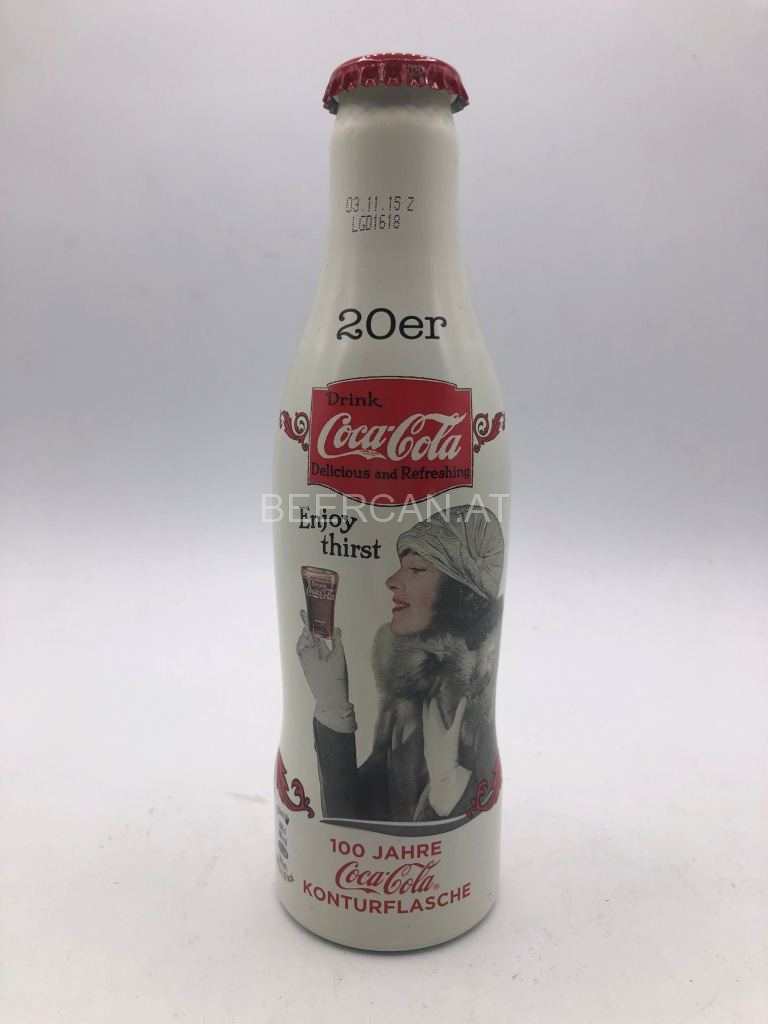 03.11.15 Z
LGD1618
20er
Drink
Coca-Cola
Delicious and Refreshing
BEERCAN.AT
Enjoy
thirst
Coca-Cola
100 JAHRE
Coca-Cola®
KONTURFLASCHE